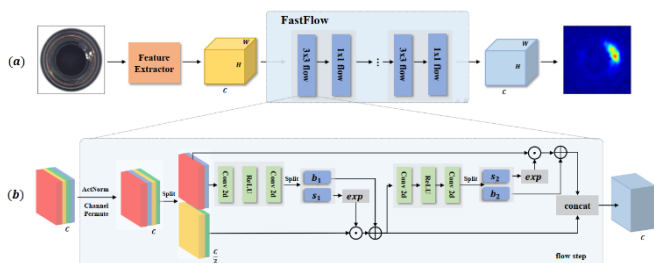 FastFlow
(a)
Feature
Extractor
W
H
C
3x3 flow
1x1 flow
...
3x3 flow
1x1 flow
W
H
C
(b)
C
ActNorm
Channel
Permute
C
Split
C/2
Conv 2d
ReLU
Conv 2d
Split
b1
s1
exp
Conv 2d
ReLU
Conv 2d
Split
s2
b2
exp
concat
C
flow step